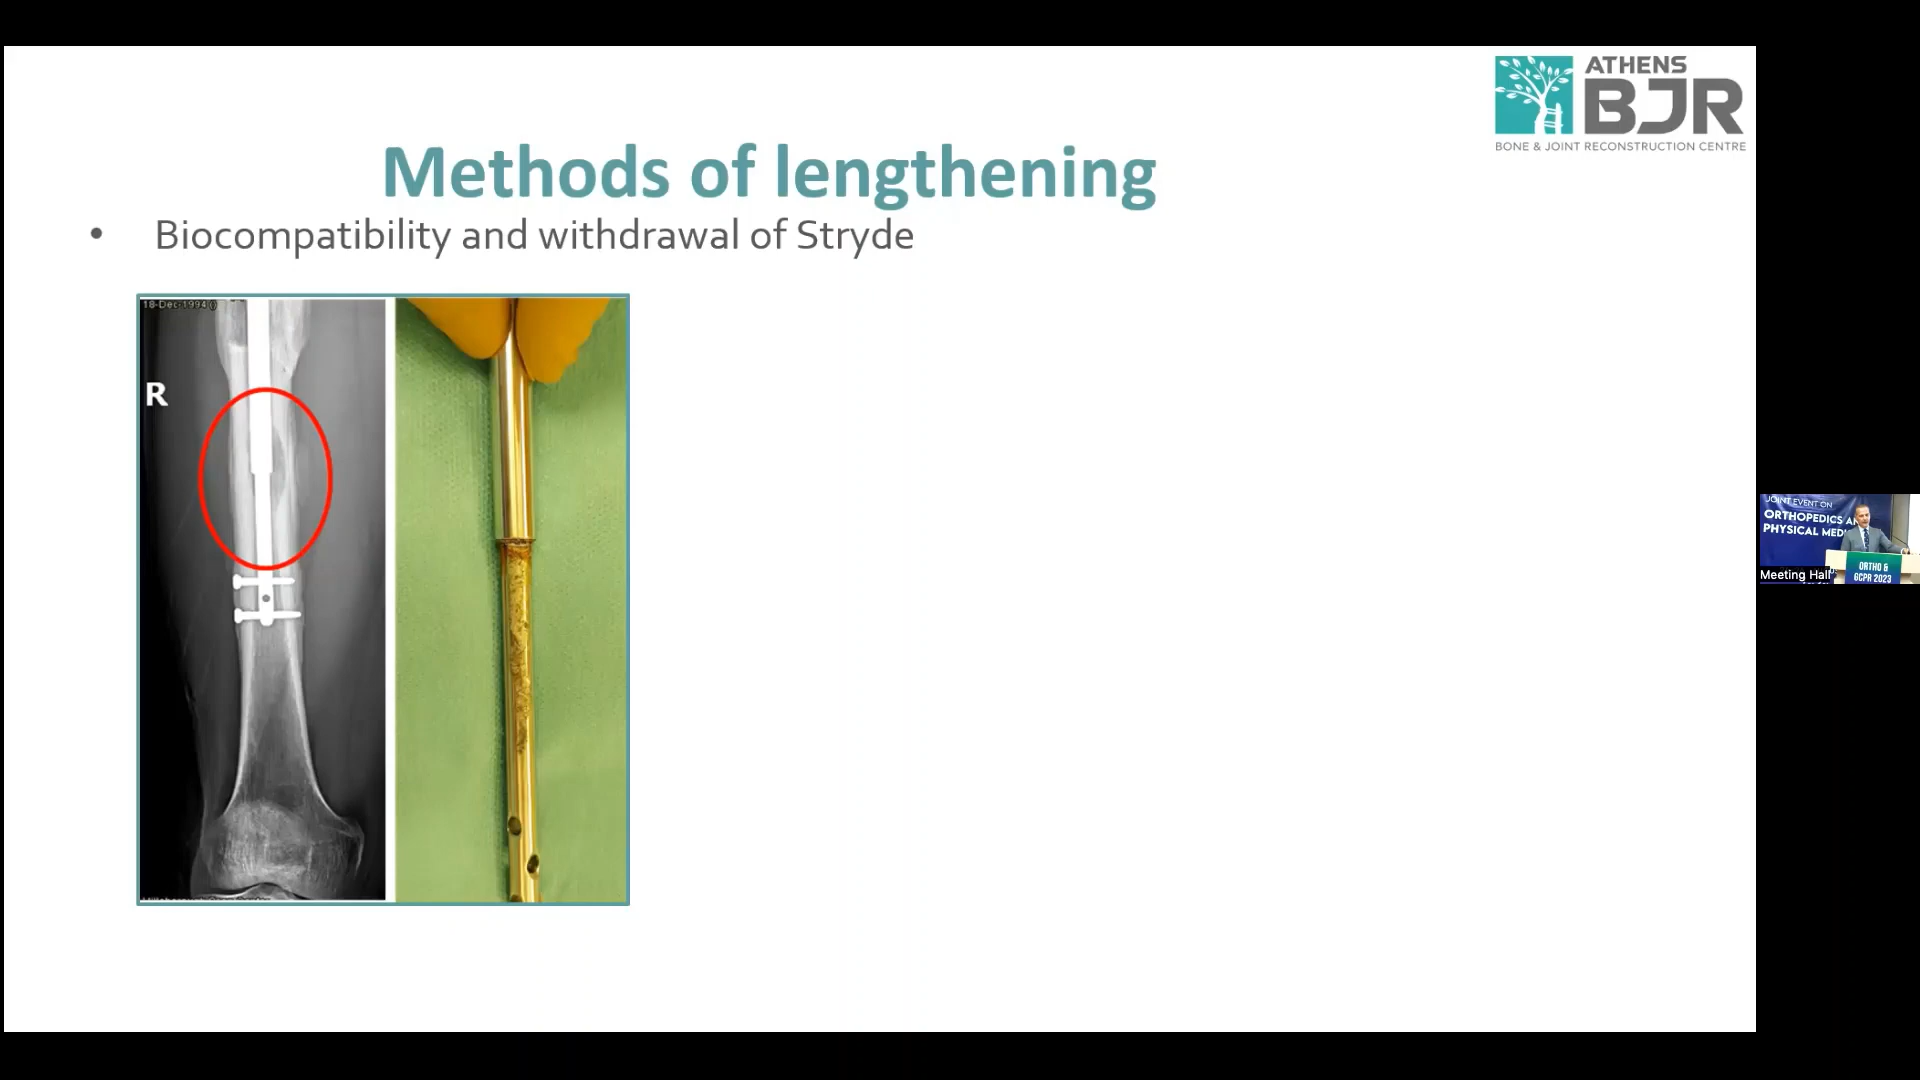 ATHENS
BJR
BONE & JOINT RECONSTRUCTION CENTRE
Methods of lengthening
• Biocompatibility and withdrawal of Stryde
18-Dec-1994
R
JOINT EVENT ON
ORTHOPEDICS A
PHYSICAL MED
Meeting Hall
ORTHO &
GCPR 2023